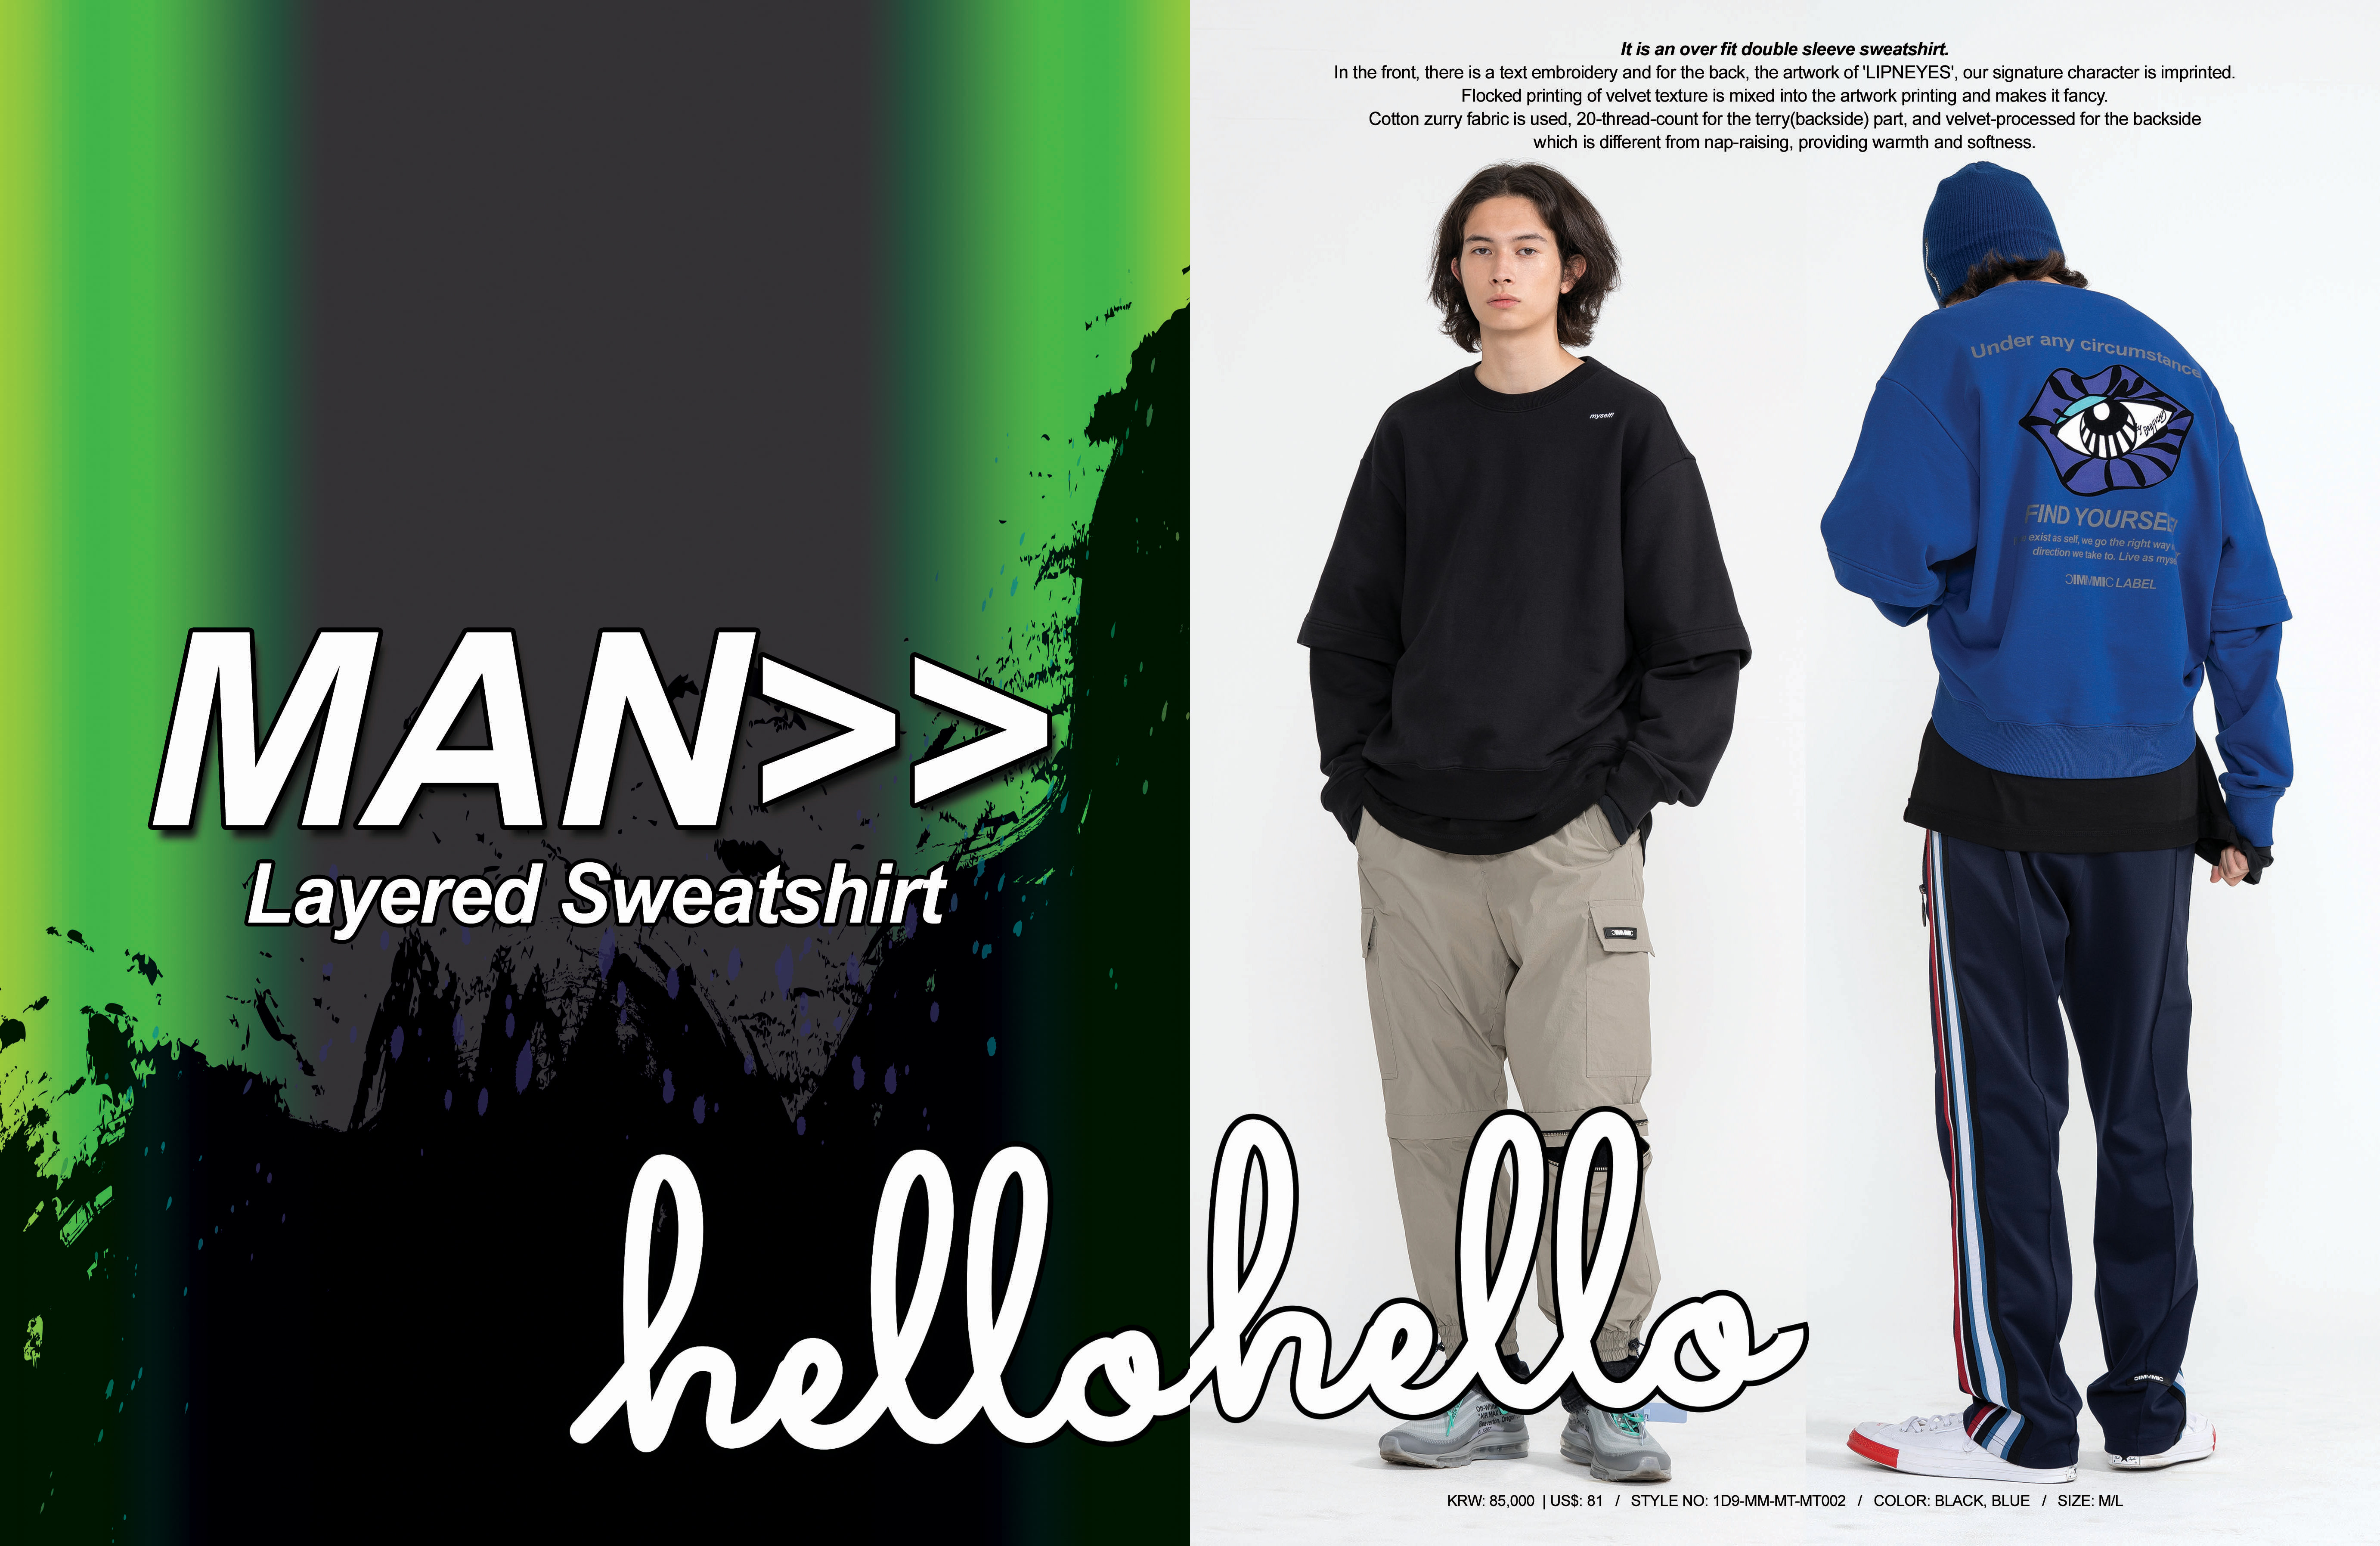 MAN>>
Layered Sweatshirt
hellohello
It is an over fit double sleeve sweatshirt.
In the front, there is a text embroidery and for the back, the artwork of 'LIPNEYES', our signature character is imprinted.
Flocked printing of velvet texture is mixed into the artwork printing and makes it fancy.
Cotton zurry fabric is used, 20-thread-count for the terry(backside) part, and velvet-processed for the backside
which is different from nap-raising, providing warmth and softness.
myself!
Under any circumstance
FIND YOURSELF
exist as self, we go the right way
direction we take to. Live as
LABEL
KRW: 85,000 | US$: 81 / STYLE NO: 1D9-MM-MT-MT002 / COLOR: BLACK, BLUE / SIZE: M/L